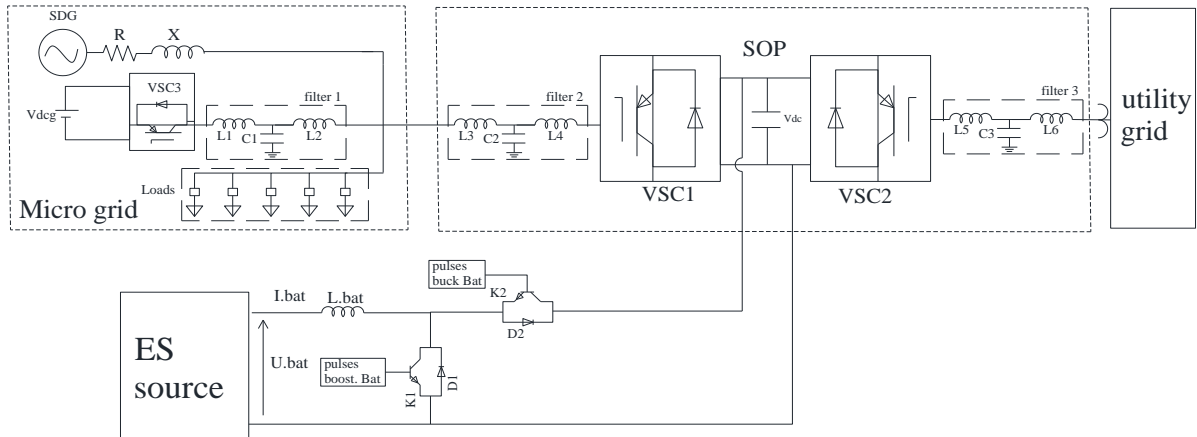 SDG
R
X
VSC3
Vdcg
filter 1
L1
C1
L2
Loads
Micro grid
SOP
filter 2
L3
C2
L4
VSC1
Vdc
VSC2
filter 3
L5
C3
L6
utility
grid
pulses
buck Bat
K2
D2
I.bat
L.bat
ES
source
U.bat
pulses
boost. Bat
K1
D1